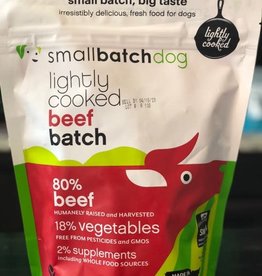 small batch, big taste
irresistibly delicious, fresh food for dogs
lightly
cooked
smallbatchdog
lightly
cooked
beef
batch
80%
beef
HUMANELY RAISED and HARVESTED
18% vegetables
FREE FROM PESTICIDES and GMOS
2% supplements
including WHOLE FOOD SOURCES
MADE